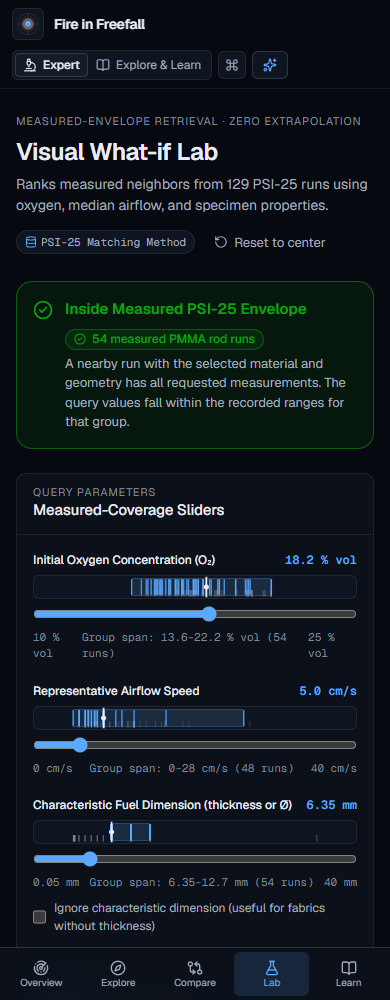 Fire in Freefall
Expert
Explore & Learn
⌘
MEASURED-ENVELOPE RETRIEVAL · ZERO EXTRAPOLATION
Visual What-if Lab
Ranks measured neighbors from 129 PSI-25 runs using
oxygen, median airflow, and specimen properties.
PSI-25 Matching Method
Reset to center
Inside Measured PSI-25 Envelope
54 measured PMMA rod runs
A nearby run with the selected material and
geometry has all requested measurements. The
query values fall within the recorded ranges for
that group.
QUERY PARAMETERS
Measured-Coverage Sliders
Initial Oxygen Concentration (O₂) 18.2 % vol
10 % Group span: 13.6-22.2 % vol (54 25 %
vol runs) vol
Representative Airflow Speed 5.0 cm/s
0 cm/s Group span: 0-28 cm/s (48 runs) 40 cm/s
Characteristic Fuel Dimension (thickness or Ø) 6.35 mm
0.05 mm Group span: 6.35-12.7 mm (54 runs) 40 mm
Ignore characteristic dimension (useful for fabrics
without thickness)
Overview Explore Compare Lab Learn